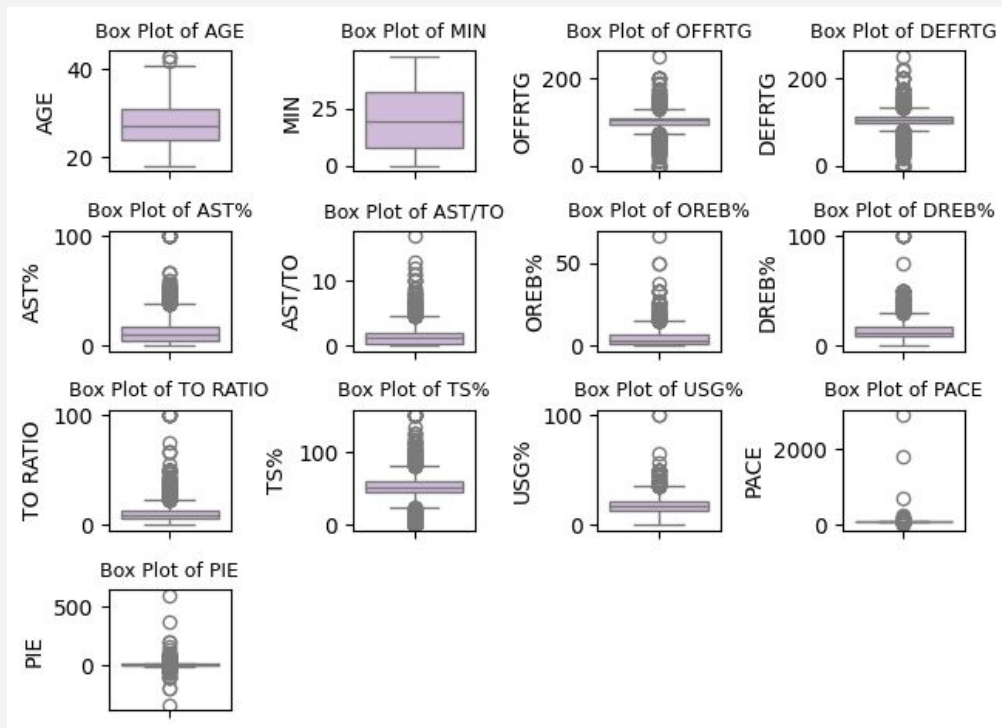 Box Plot of AGE
AGE
40
20
Box Plot of MIN
MIN
25
0
Box Plot of OFFRTG
OFFRTG
200
0
Box Plot of DEFRTG
DEFRTG
200
0
Box Plot of AST%
AST%
100
0
Box Plot of AST/TO
AST/TO
10
0
Box Plot of OREB%
OREB%
50
0
Box Plot of DREB%
DREB%
100
0
Box Plot of TO RATIO
TO RATIO
100
0
Box Plot of TS%
TS%
100
0
Box Plot of USG%
USG%
100
0
Box Plot of PACE
PACE
2000
0
Box Plot of PIE
PIE
500
0